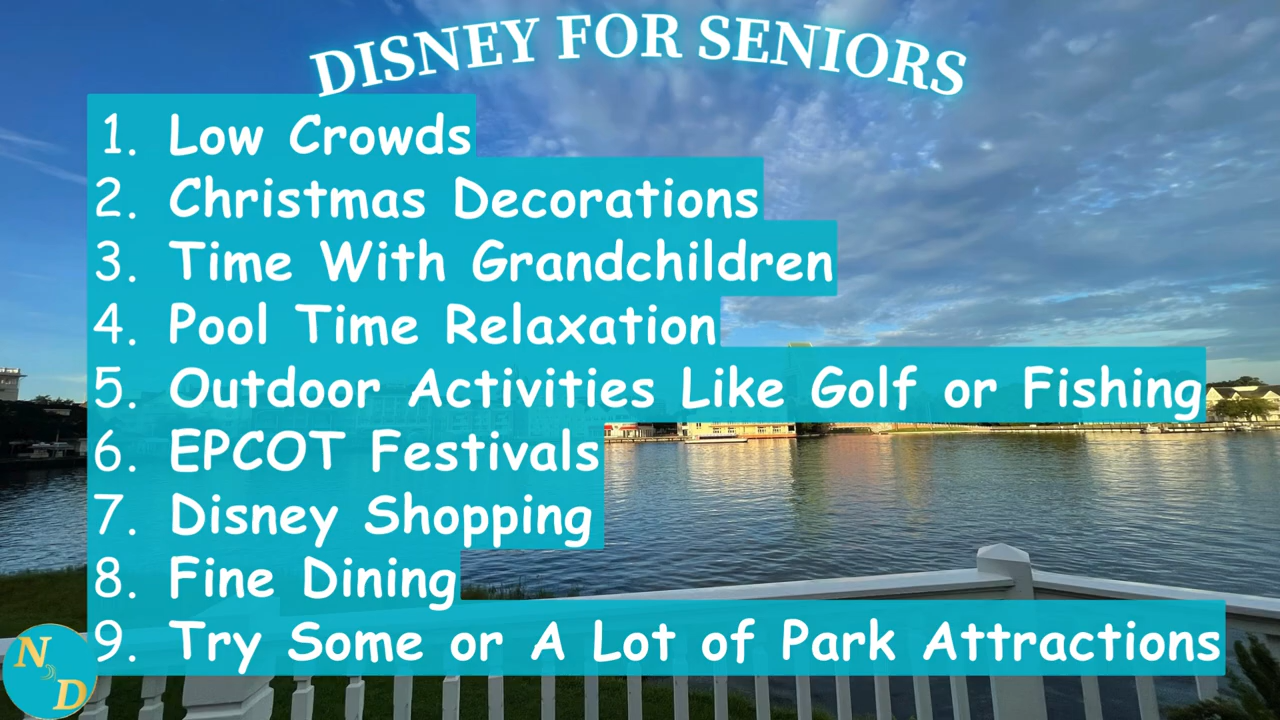 DISNEY FOR SENIORS
1. Low Crowds
2. Christmas Decorations
3. Time With Grandchildren
4. Pool Time Relaxation
5. Outdoor Activities Like Golf or Fishing
6. EPCOT Festivals
7. Disney Shopping
8. Fine Dining
9. Try Some or A Lot of Park Attractions
N D